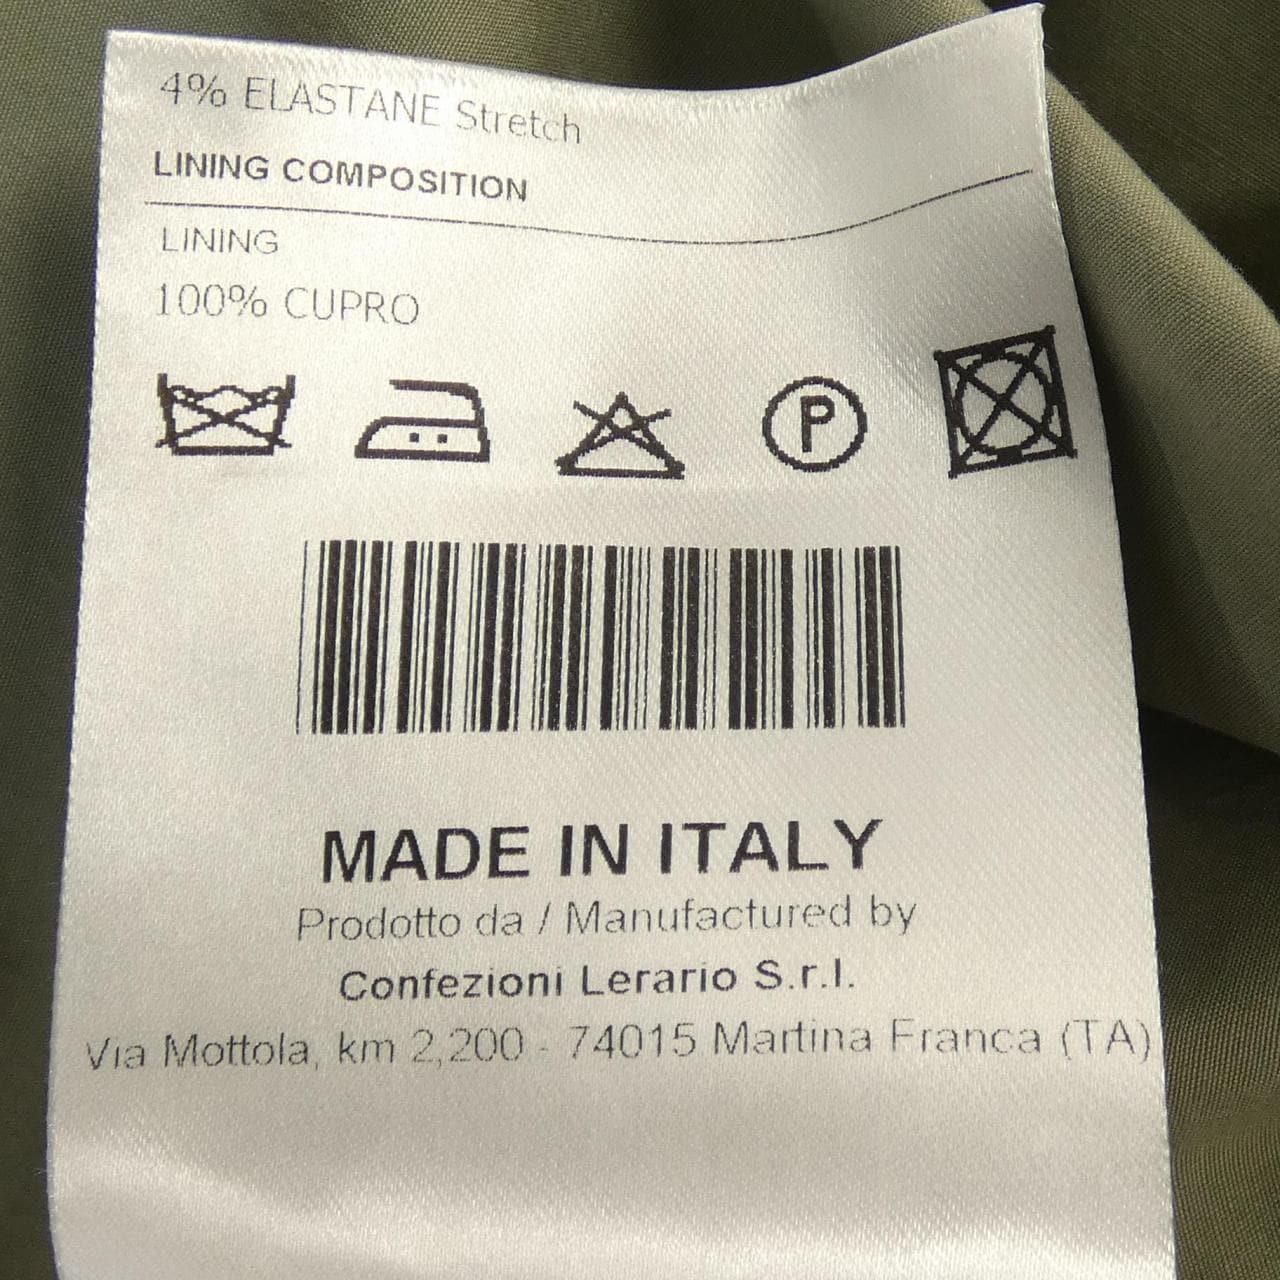 4% ELASTANE Stretch
LINING COMPOSITION
LINING
100% CUPRO
P
MADE IN ITALY
Prodotto da / Manufactured by
Confezioni Lerario S.r.l.
Via Mottola, km 2,200 - 74015 Martina Franca (TA)